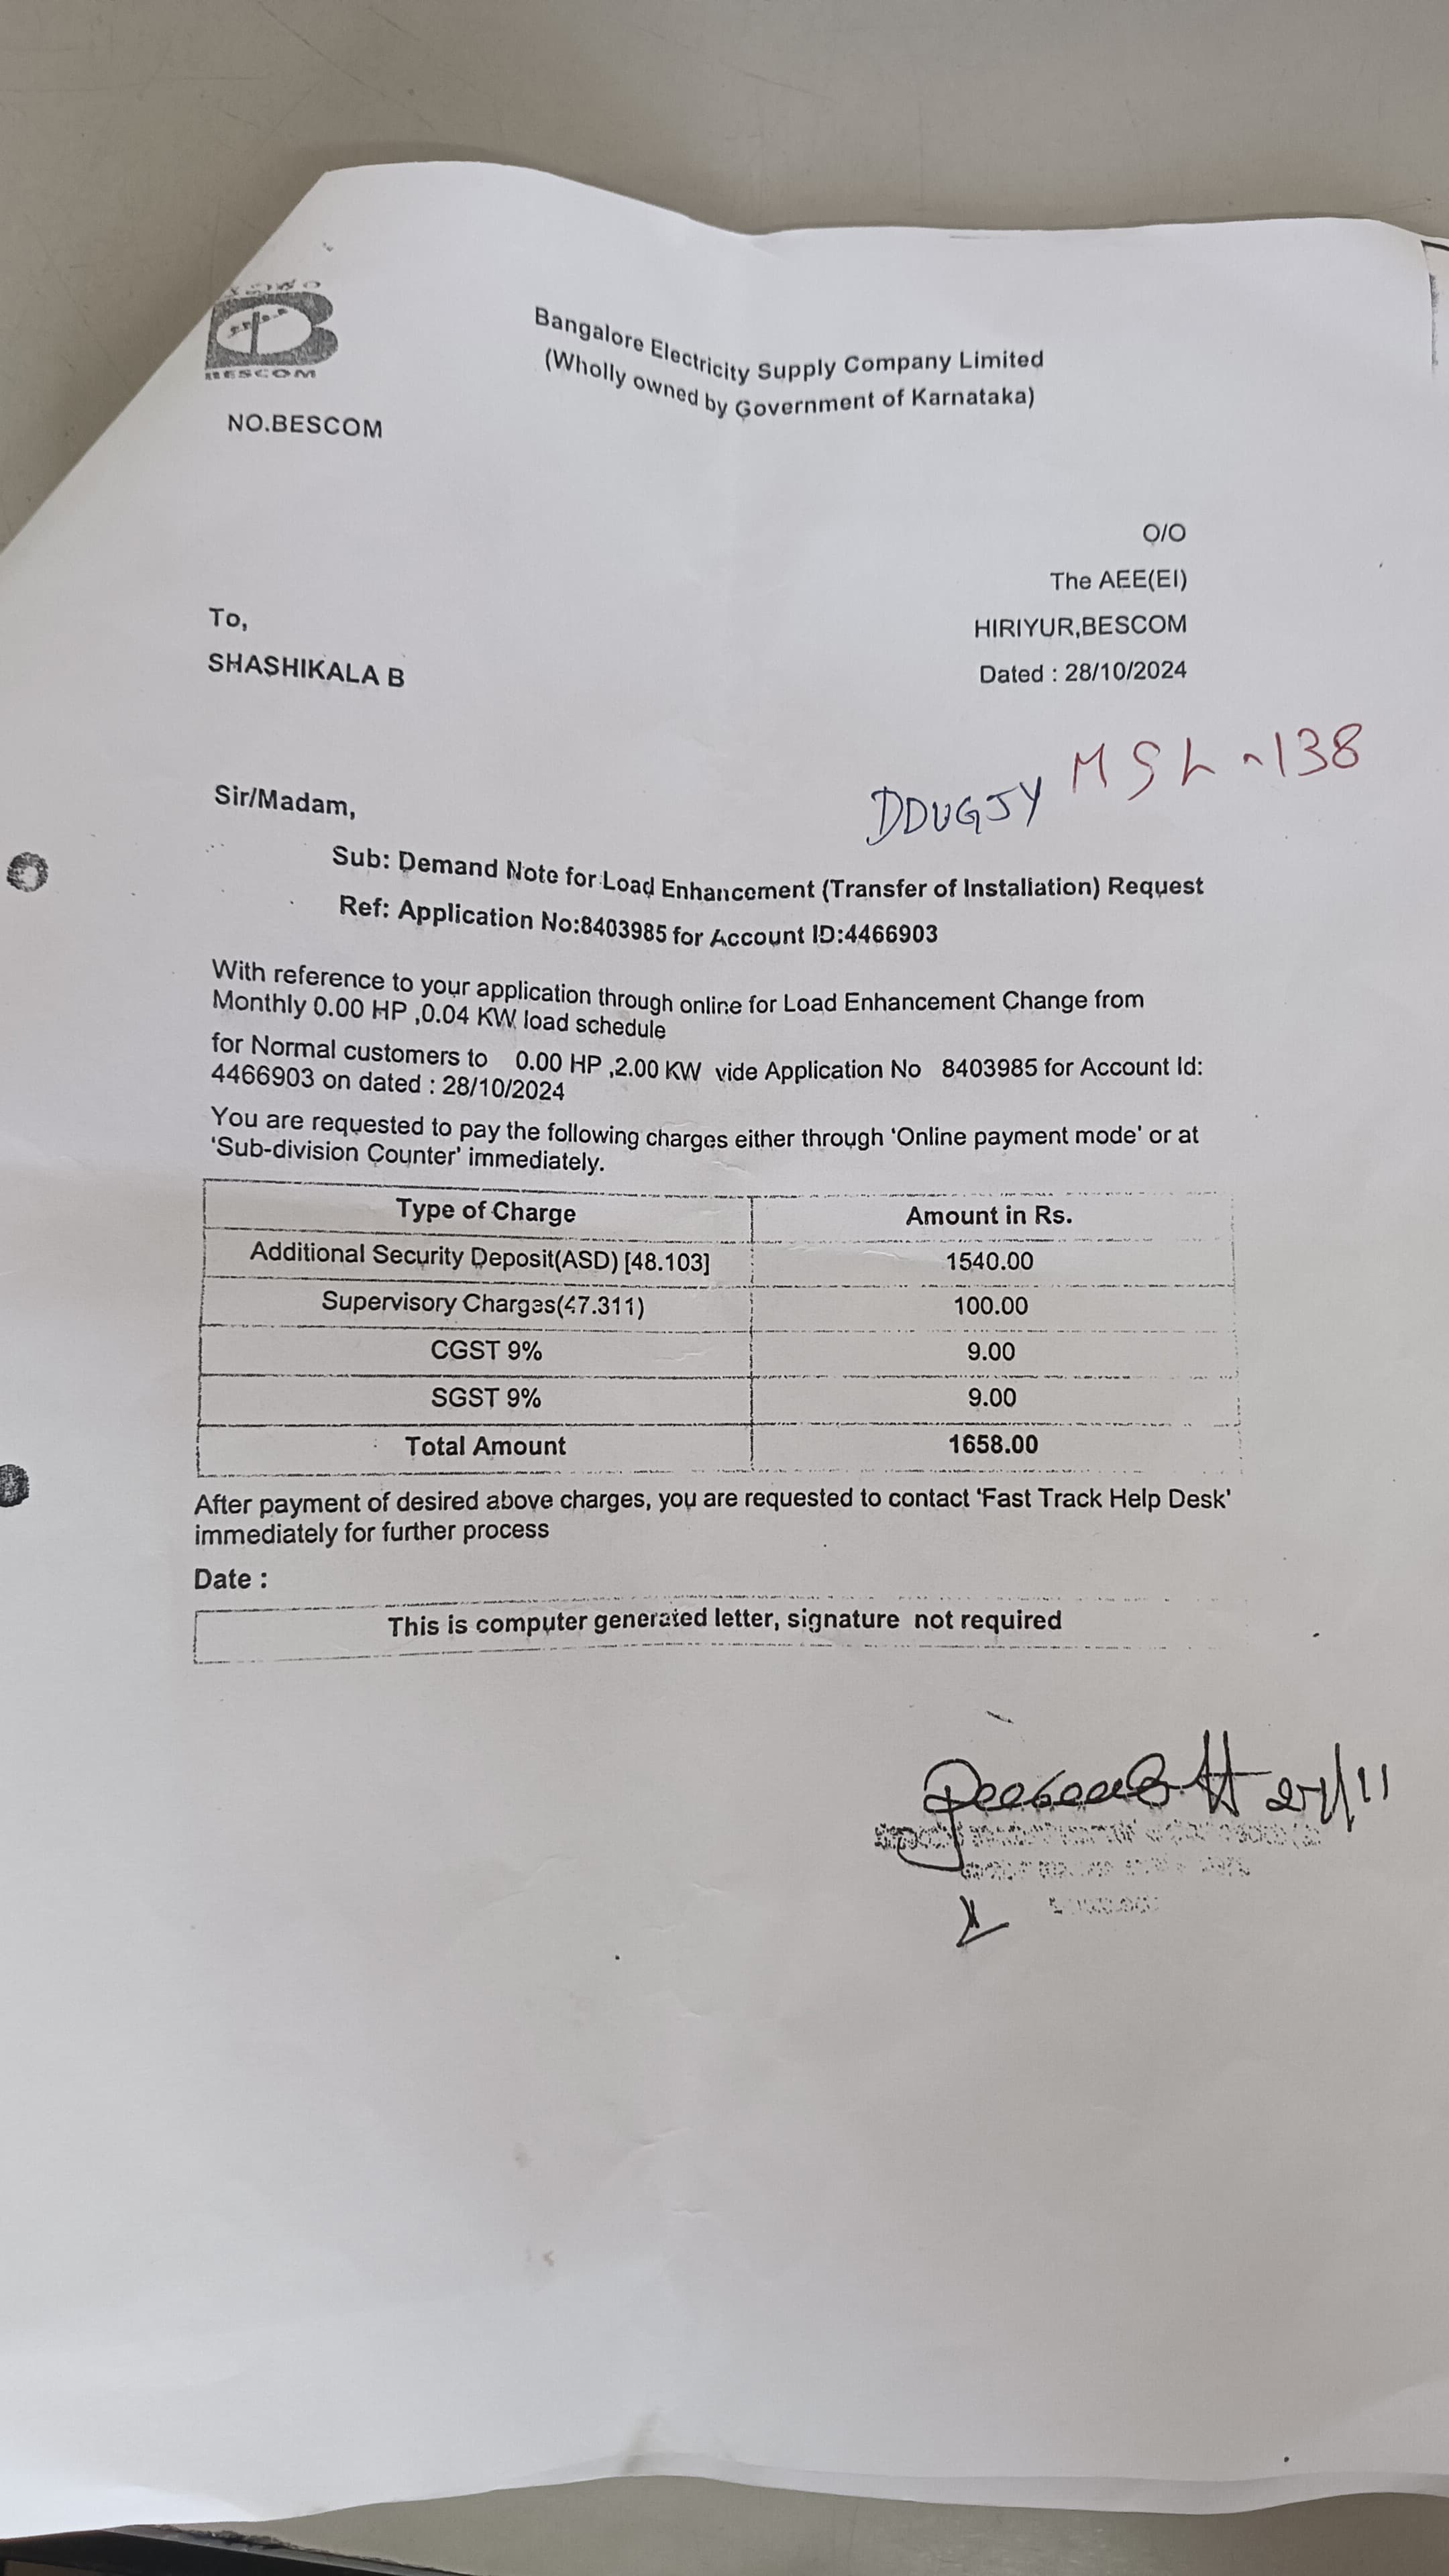 BESCOM
Bangalore Electricity Supply Company Limited
(Wholly owned by Government of Karnataka)
NO.BESCOM
O/O
The AEE(El)
HIRIYUR,BESCOM
Dated : 28/10/2024
To,
SHASHIKALA B
DDUGJY MSL-138
Sir/Madam,
Sub: Demand Note for Load Enhancement (Transfer of Installation) Request
Ref: Application No:8403985 for Account ID:4466903
With reference to your application through online for Load Enhancement Change from
Monthly 0.00 HP ,0.04 KW load schedule
for Normal customers to 0.00 HP ,2.00 KW vide Application No 8403985 for Account Id:
4466903 on dated : 28/10/2024
You are requested to pay the following charges either through ‘Online payment mode’ or at
‘Sub-division Counter’ immediately.
Type of Charge Amount in Rs.
Additional Security Deposit(ASD) [48.103] 1540.00
Supervisory Charges(47.311) 100.00
CGST 9% 9.00
SGST 9% 9.00
Total Amount 1658.00
After payment of desired above charges, you are requested to contact ‘Fast Track Help Desk’
immediately for further process
Date :
This is computer generated letter, signature not required